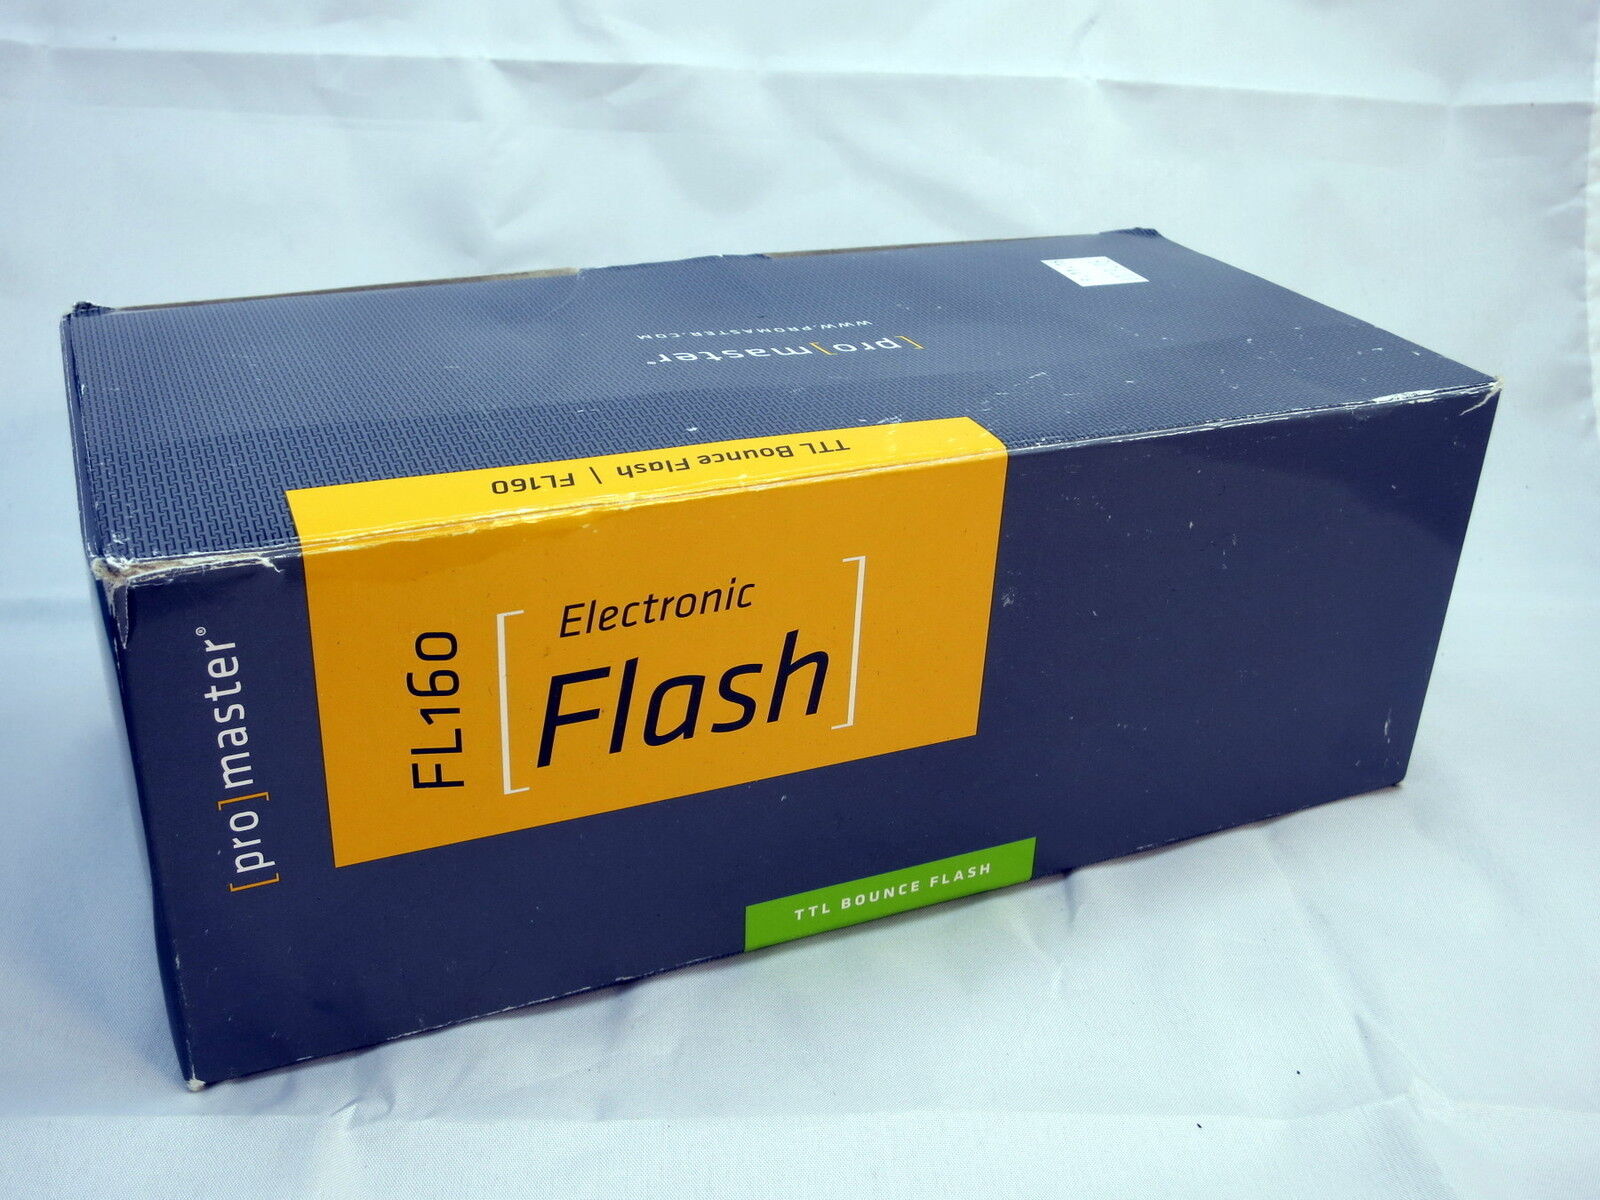 [pro]master®
WWW.PROMASTER.COM
TTL Bounce Flash \ FL160
[pro]master®
FL160
[Electronic
Flash]
TTL BOUNCE FLASH